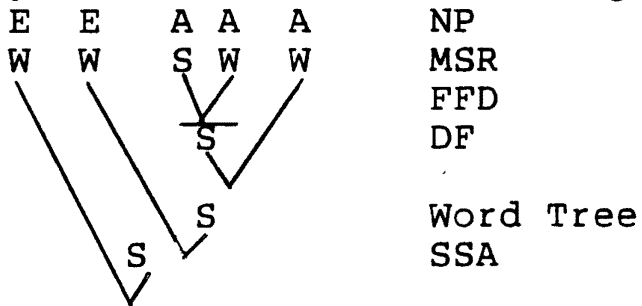 E E A A A NP
W W S W W MSR
FFD
S DF
S Word Tree
S SSA